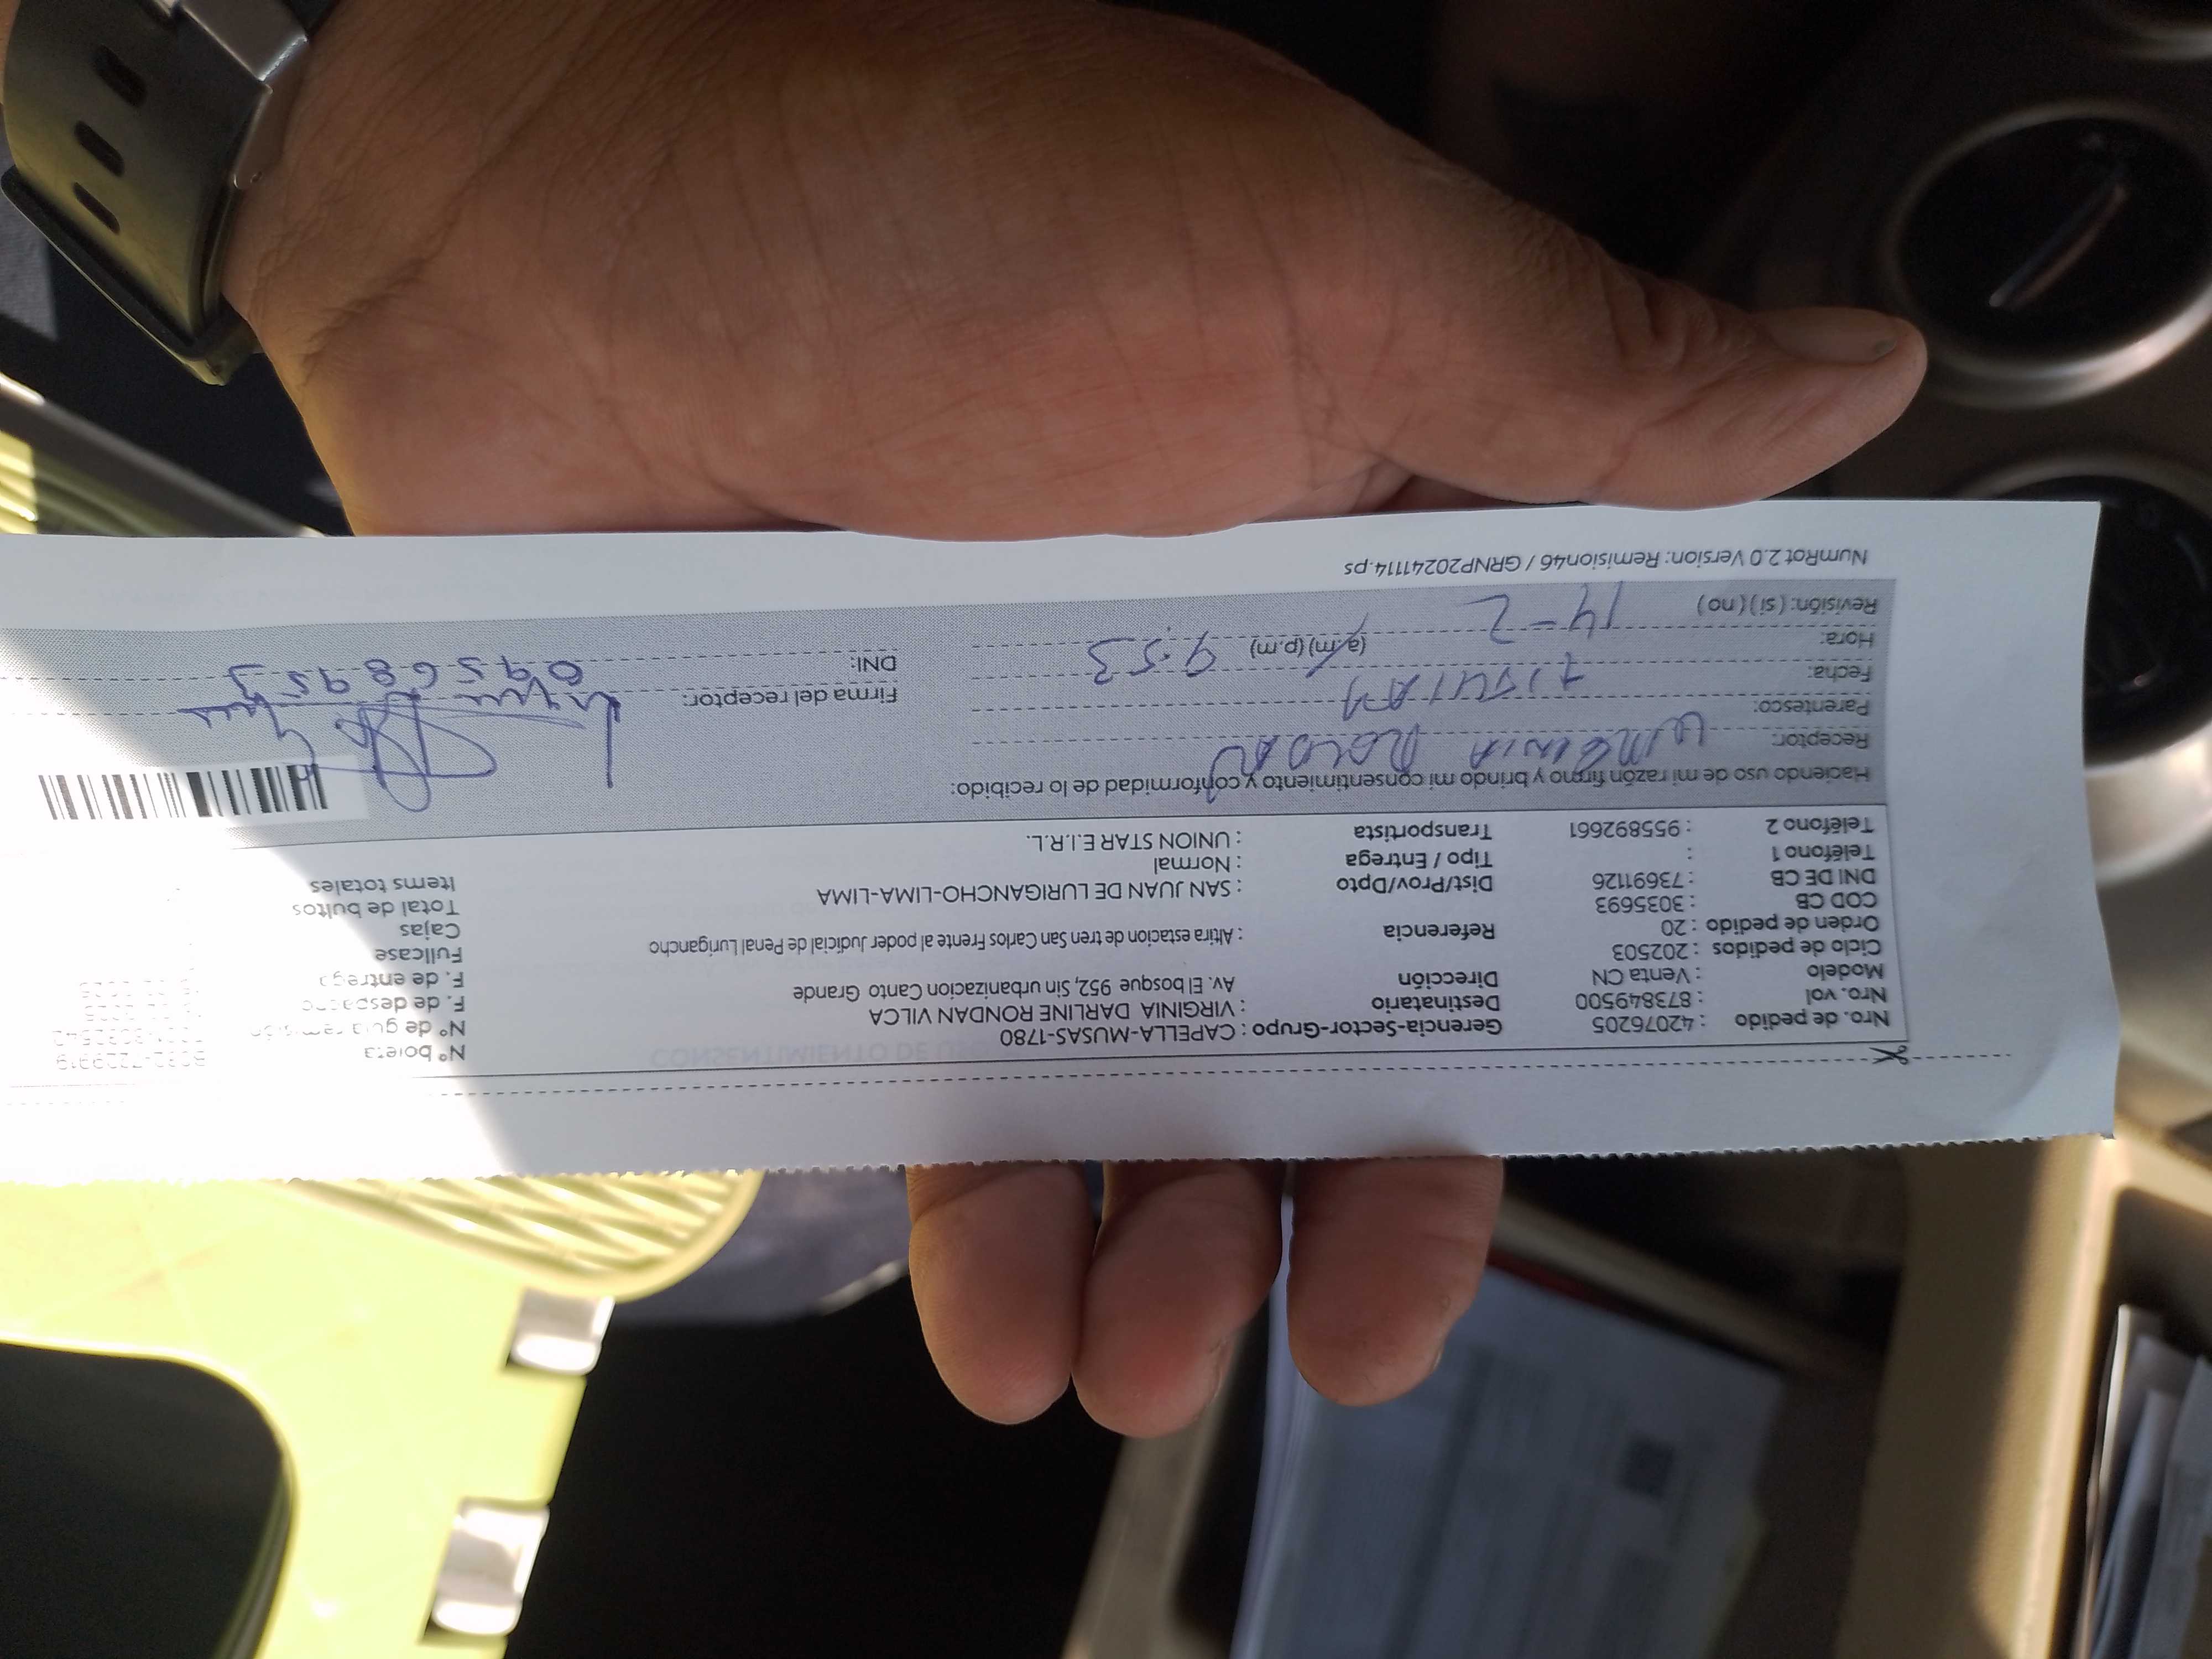 Nro. de pedido : 42076205
Nro. vol : 873849500
Modelo : Venta CN
Ciclo de pedidos : 202503
Orden de pedido : 20
COD CB : 3035693
DNI DE CB : 73691126
Teléfono 1 :
Teléfono 2 : 955892661
Gerencia-Sector-Grupo : CAPELLA-MUSAS-1780
Destinatario : VIRGINIA DARLINE RONDAN VILCA
Dirección Av. El bosque 952, Sin urbanizacion Canto Grande
Referencia : Altira estacion de tren San Carlos Frente al poder Judicial de Penal Lurigancho
Dist/Prov/Dpto : SAN JUAN DE LURIGANCHO-LIMA-LIMA
Tipo / Entrega : Normal
Transportista : UNION STAR E.I.R.L.
N° boleta
N° de guia remisión
F. de despacho
F. de entrega
Fullcase
Cajas
Total de bultos
Items totales
Haciendo uso de mi razón firmo y brindo mi consentimiento y conformidad de lo recibido:
Receptor:
Parentesco:
Fecha:
Hora: (a.m) (p.m) 9:53
Revisión: (si) (no) 14-2
Firma del receptor:
DNI:
NumRot 2.0 Version: Remision46 / GRNP20241114.ps